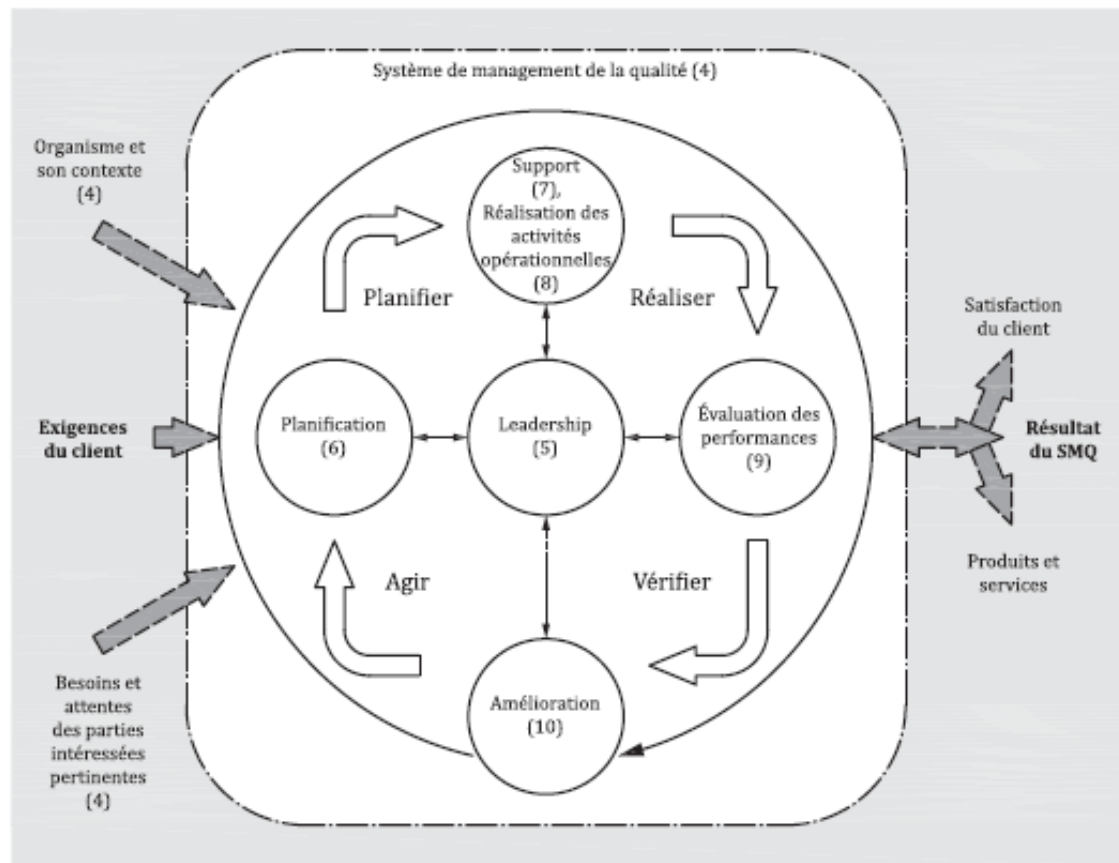 Système de management de la qualité (4)
Organisme et
son contexte
(4)
Support
(7),
Réalisation des
activités
opérationnelles
(8)
Planifier
Réaliser
Satisfaction
du client
Exigences
du client
Planification
(6)
Leadership
(5)
Évaluation des
performances
(9)
Résultat
du SMQ
Agir
Vérifier
Produits et
services
Besoins et
attentes
des parties
intéressées
pertinentes
(4)
Amélioration
(10)